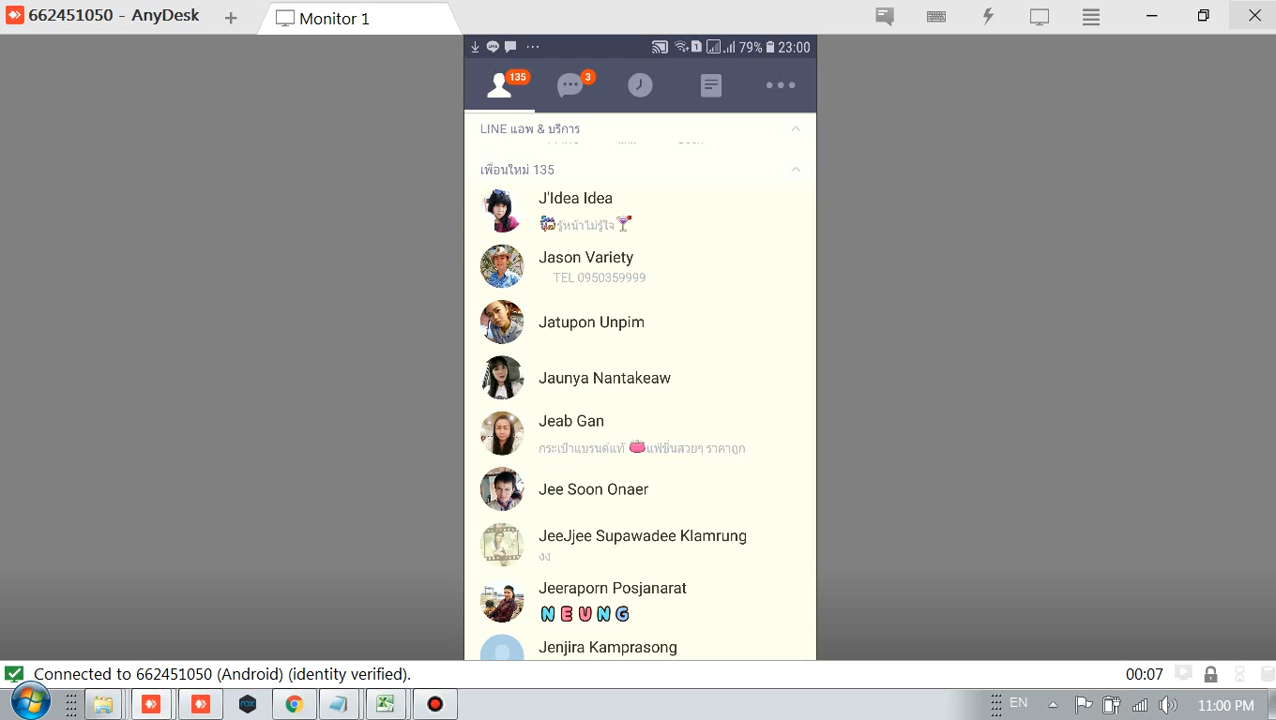 662451050 - AnyDesk
Monitor 1
79% 23:00
135
3
LINE แอพ & บริการ
เพื่อนใหม่ 135
J'Idea Idea
รู้หน้าไม่รู้ใจ
Jason Variety
TEL 0950359999
Jatupon Unpim
Jaunya Nantakeaw
Jeab Gan
กระเป๋าแบรนด์แท้ แฟชั่นสวยๆ ราคาถูก
Jee Soon Onaer
JeeJjee Supawadee Klamrung
งง
Jeeraporn Posjanarat
NEUNG
Jenjira Kamprasong
Connected to 662451050 (Android) (identity verified).
00:07
EN
11:00 PM